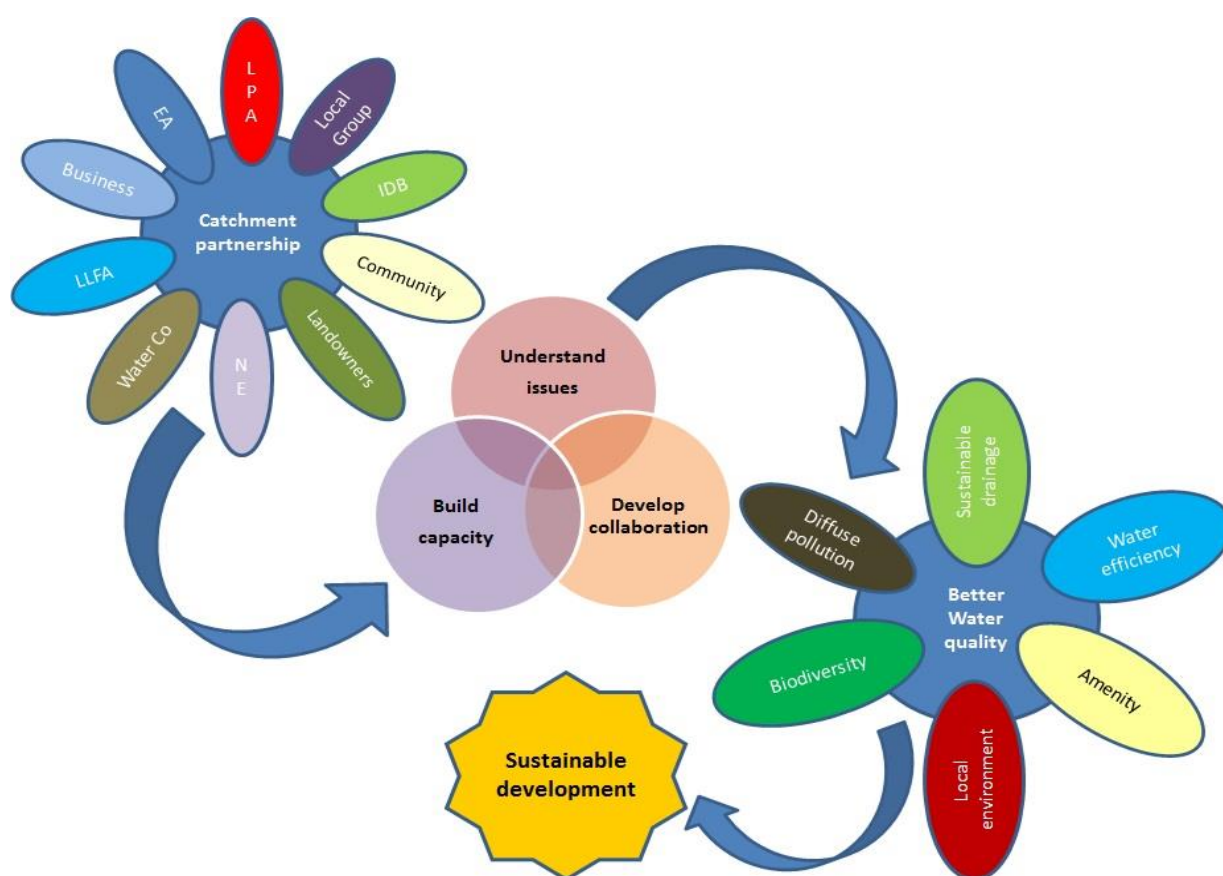 L
P
A
Local
Group
EA
IDB
Business
Catchment
partnership
Community
LLFA
Landowners
Water Co
N
E
Understand
issues
Build
capacity
Develop
collaboration
Sustainable
drainage
Diffuse
pollution
Water
efficiency
Better
Water
quality
Biodiversity
Amenity
Local
environment
Sustainable
development